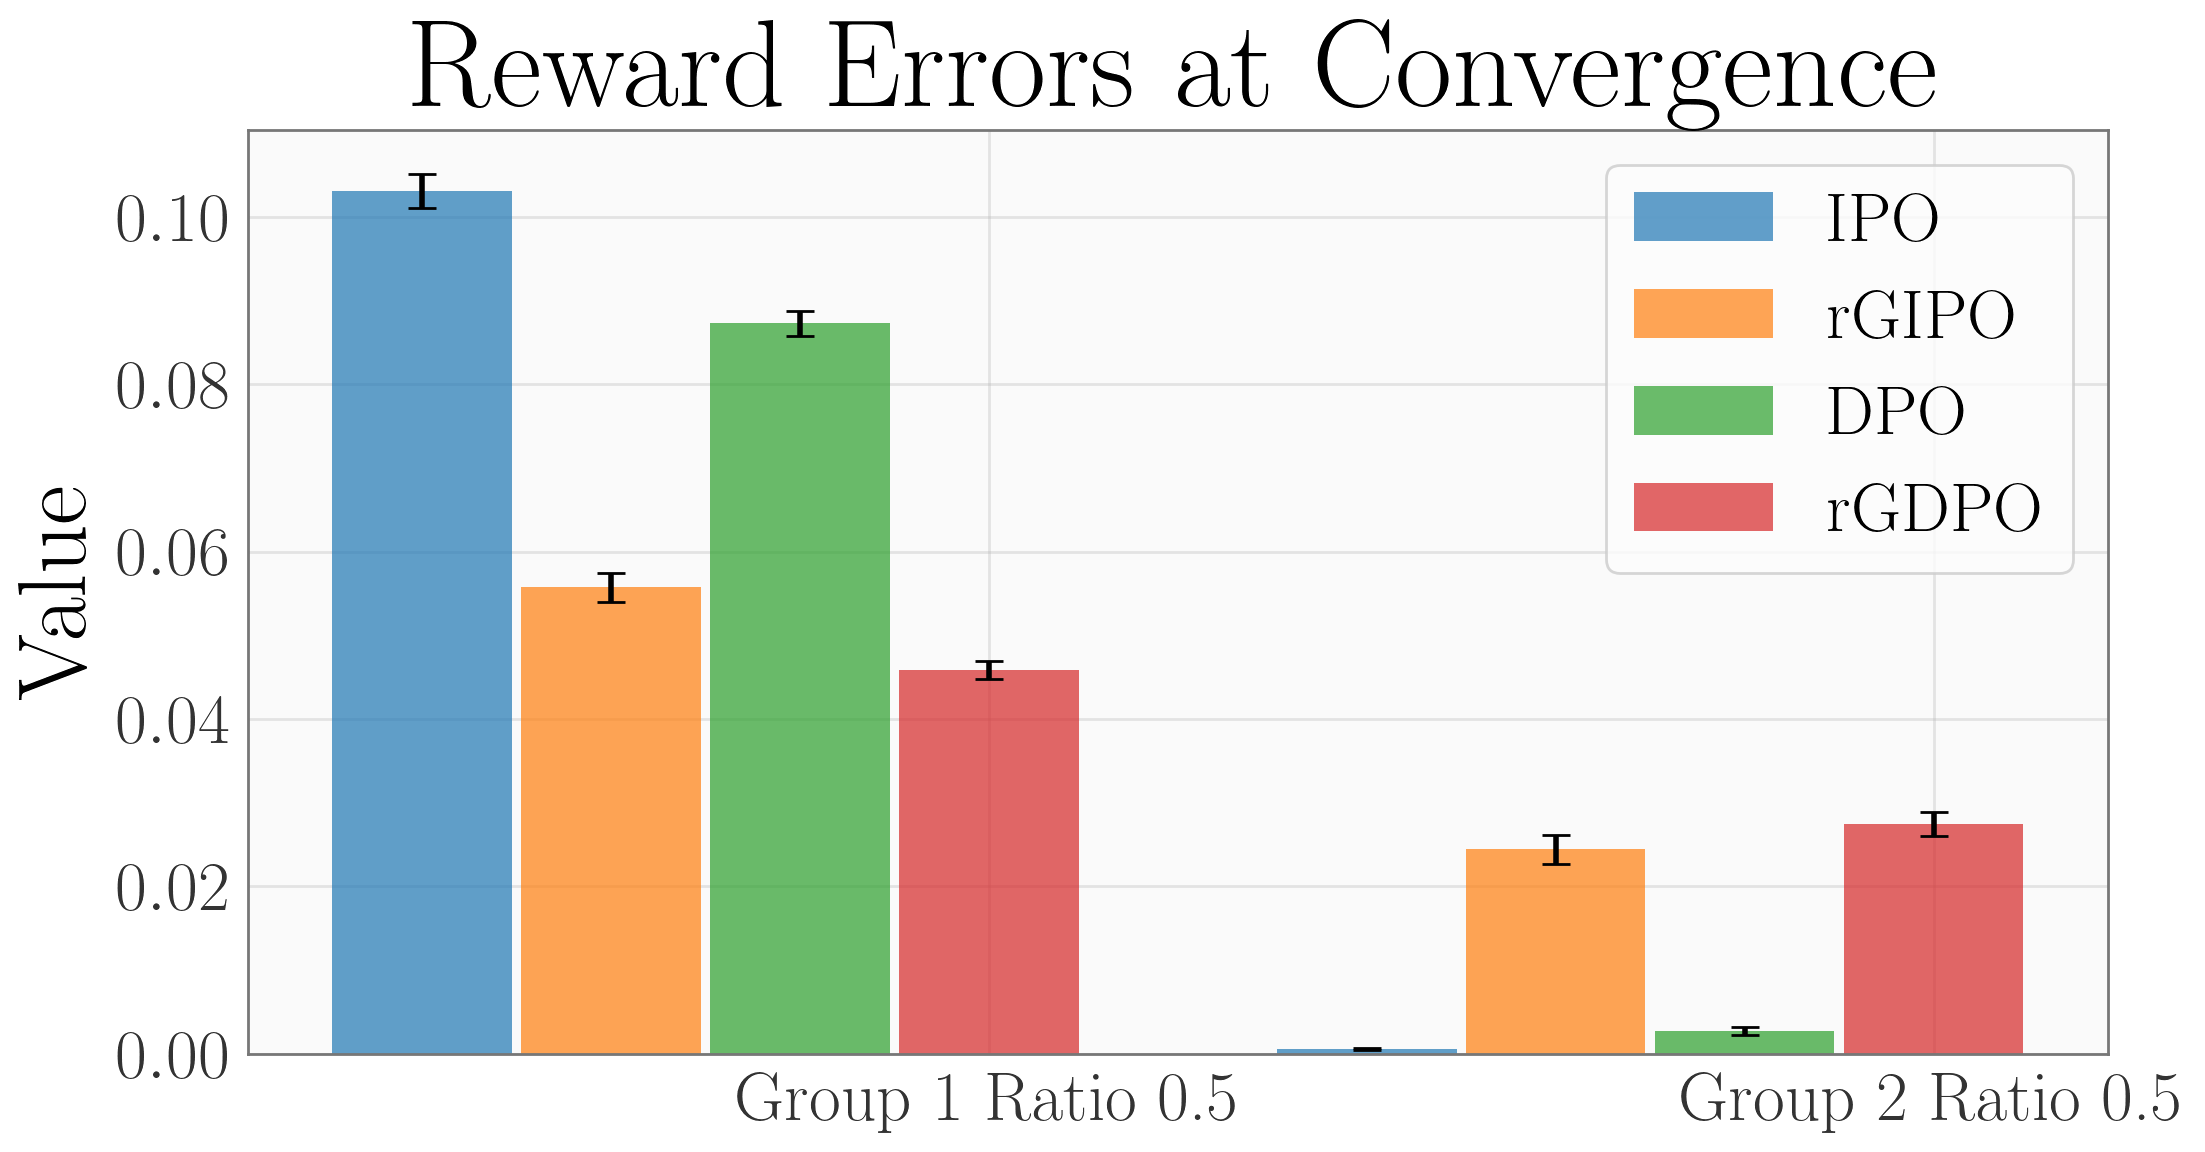 Reward Errors at Convergence
Value
0.10
0.08
0.06
0.04
0.02
0.00
IPO
rGIPO
DPO
rGDPO
Group 1 Ratio 0.5
Group 2 Ratio 0.5